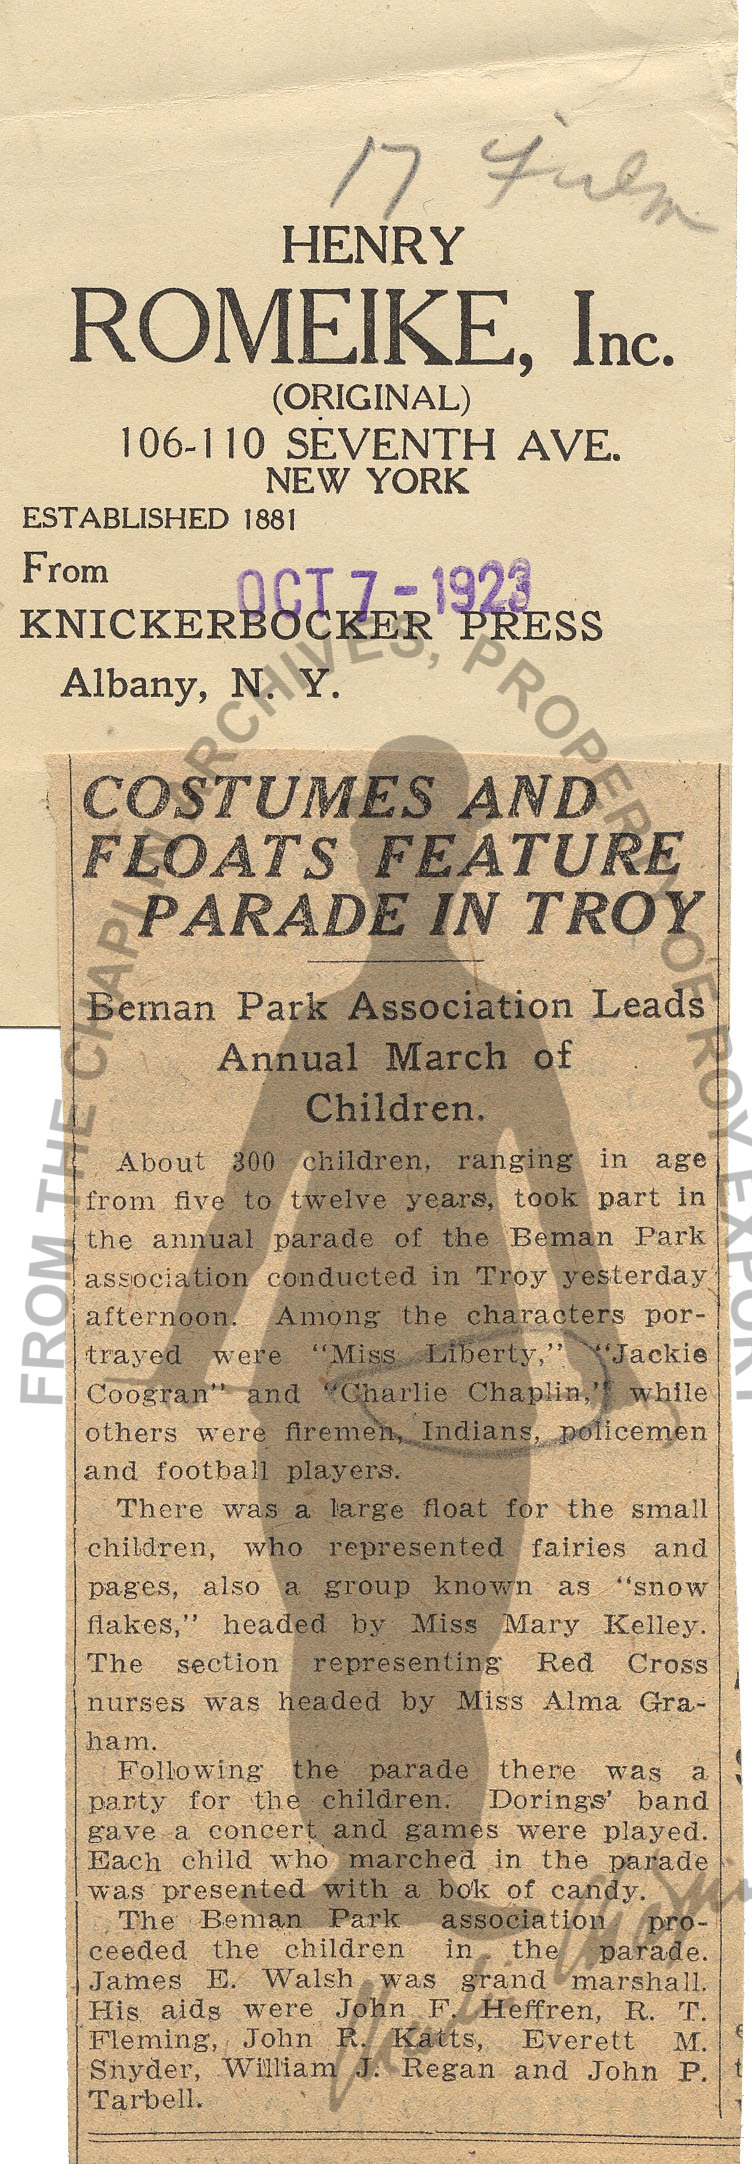 17 Film
HENRY
ROMEIKE, Inc.
(ORIGINAL)
106-110 SEVENTH AVE.
NEW YORK
ESTABLISHED 1881
From
OCT 7 - 1923
KNICKERBOCKER PRESS
Albany, N. Y.
FROM THE CHAPLIN ARCHIVES, PROPERTY OF ROY EXPORT
COSTUMES AND
FLOATS FEATURE
PARADE IN TROY
Beman Park Association Leads
Annual March of
Children.
About 300 children, ranging in age
from five to twelve years, took part in
the annual parade of the Beman Park
association conducted in Troy yesterday
afternoon. Among the characters por-
trayed were "Miss Liberty," "Jackie
Coogran" and "Charlie Chaplin," while
others were firemen, Indians, policemen
and football players.
There was a large float for the small
children, who represented fairies and
pages, also a group known as "snow
flakes," headed by Miss Mary Kelley.
The section representing Red Cross
nurses was headed by Miss Alma Gra-
ham.
Following the parade there was a
party for the children. Dorings' band
gave a concert and games were played.
Each child who marched in the parade
was presented with a bok of candy.
The Beman Park association pro-
ceeded the children in the parade.
James E. Walsh was grand marshall.
His aids were John F. Heffren, R. T.
Fleming, John R. Katts, Everett M.
Snyder, William J. Regan and John P.
Tarbell.